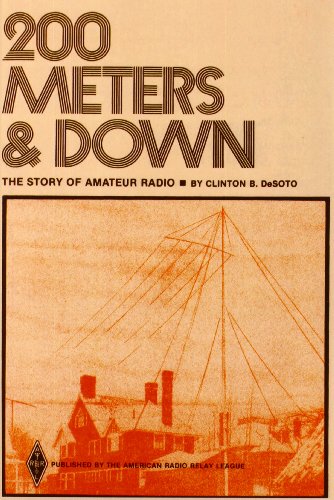 200
METERS
& DOWN
THE STORY OF AMATEUR RADIO ■ BY CLINTON B. DeSOTO
PUBLISHED BY THE AMERICAN RADIO RELAY LEAGUE